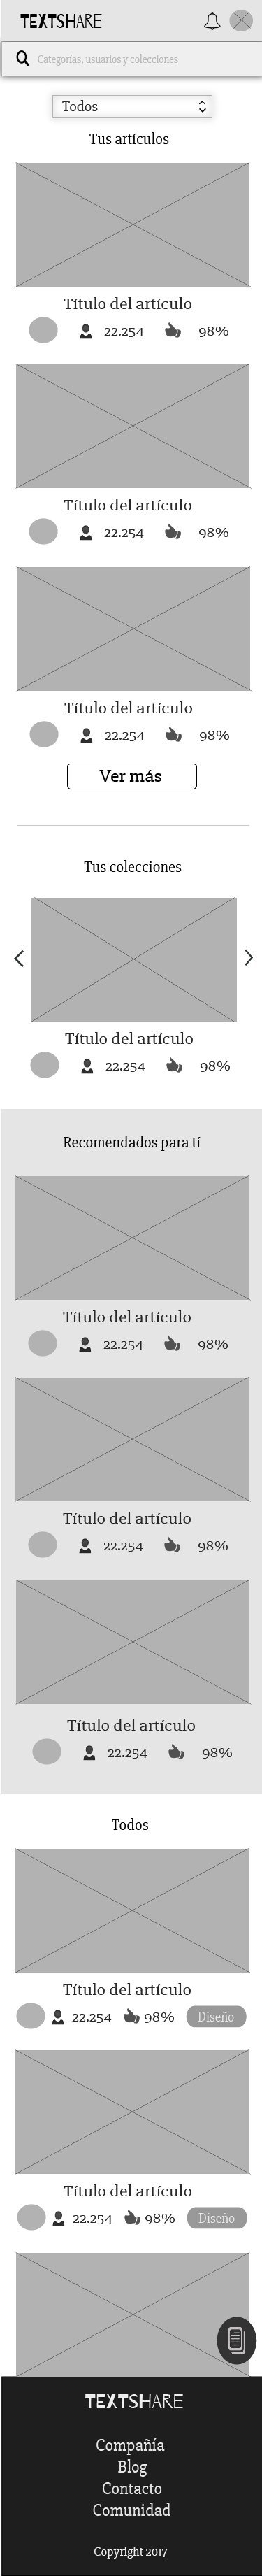 TEXTSHARE
Categorías, usuarios y colecciones
Todos
Tus artículos
Título del artículo
22.254 98%
Título del artículo
22.254 98%
Título del artículo
22.254 98%
Ver más
Tus colecciones
Título del artículo
22.254 98%
Recomendados para tí
Título del artículo
22.254 98%
Título del artículo
22.254 98%
Título del artículo
22.254 98%
Todos
Título del artículo
22.254 98% Diseño
Título del artículo
22.254 98% Diseño
TEXTSHARE
Compañía
Blog
Contacto
Comunidad
Copyright 2017